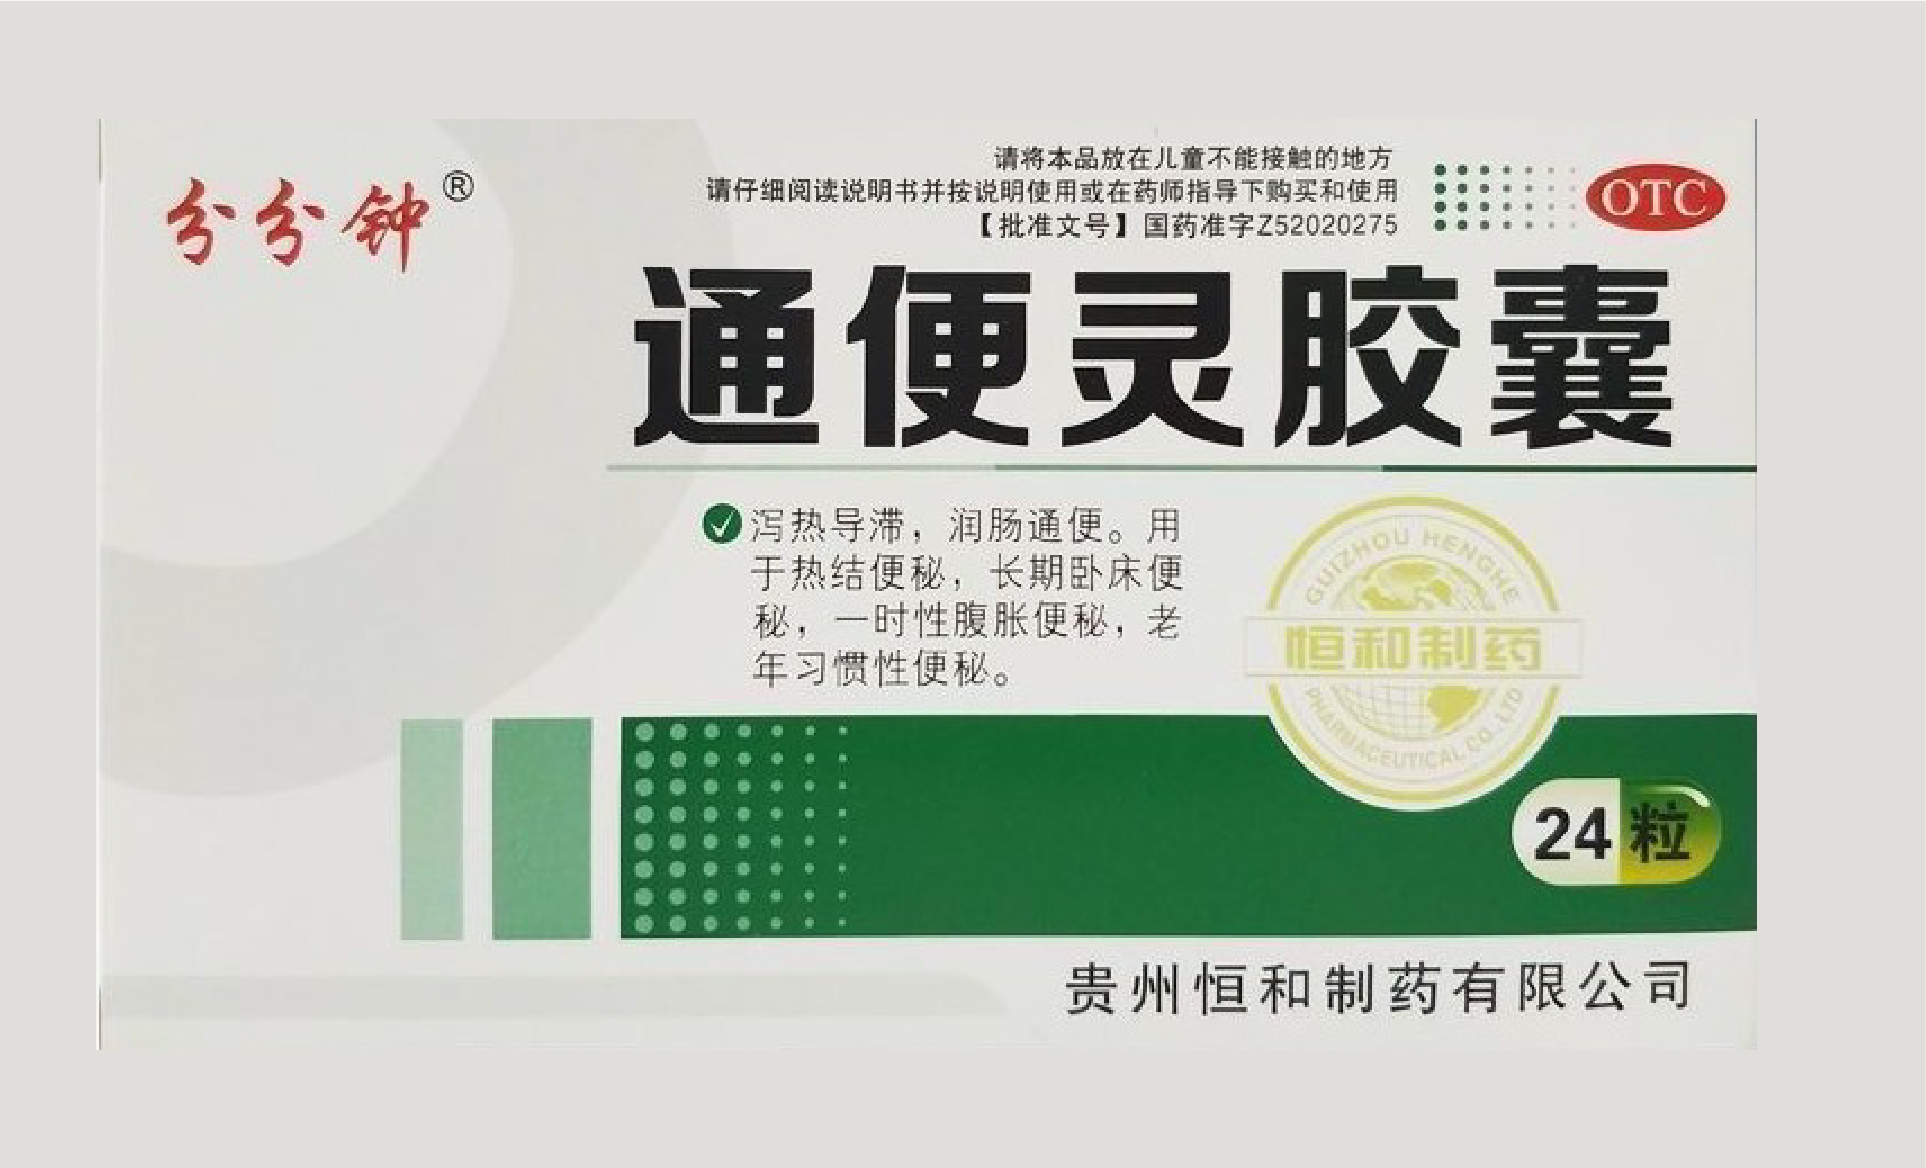 分分钟®
请将本品放在儿童不能接触的地方
请仔细阅读说明书并按说明使用或在药师指导下购买和使用
【批准文号】国药准字Z52020275
OTC
通便灵胶囊
泻热导滞，润肠通便。用
于热结便秘，长期卧床便
秘，一时性腹胀便秘，老
年习惯性便秘。
GUIZHOU HENGHE
恒和制药
PHARMACEUTICAL CO.,LTD
24粒
贵州恒和制药有限公司